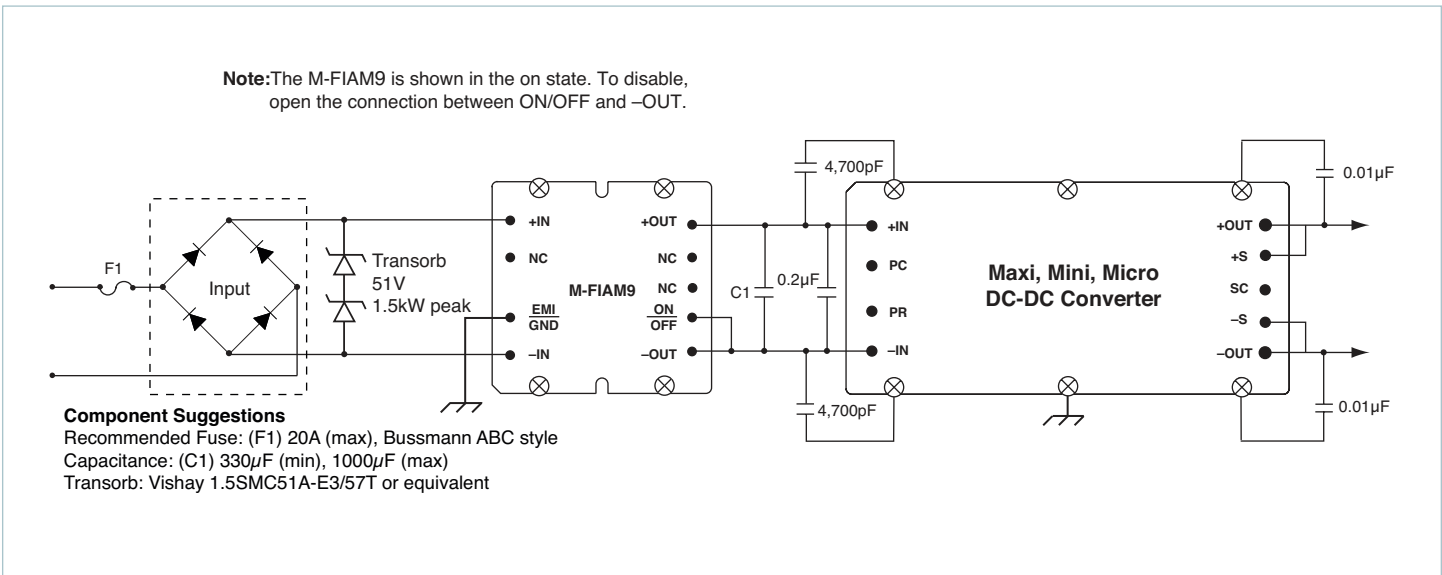 Note:The M-FIAM9 is shown in the on state. To disable,
open the connection between ON/OFF and –OUT.
F1
Input
Transorb
51V
1.5kW peak
+IN
NC
EMI
GND
–IN
M-FIAM9
+OUT
NC
NC
ON
OFF
–OUT
4,700pF
C1
0.2µF
4,700pF
+IN
PC
PR
–IN
Maxi, Mini, Micro
DC-DC Converter
+OUT
+S
SC
–S
–OUT
0.01µF
0.01µF
Component Suggestions
Recommended Fuse: (F1) 20A (max), Bussmann ABC style
Capacitance: (C1) 330µF (min), 1000µF (max)
Transorb: Vishay 1.5SMC51A-E3/57T or equivalent